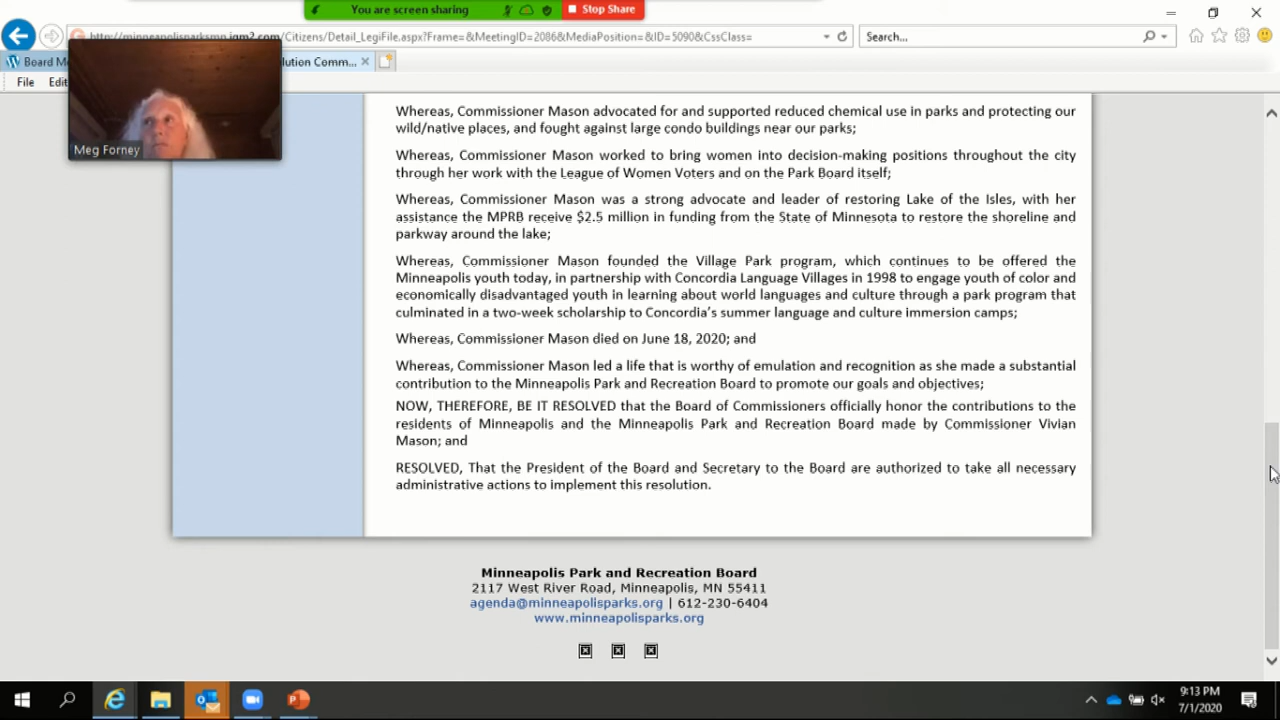 You are screen sharing
Stop Share
http://minneapolisparksmn.iqm2.com/Citizens/Detail_LegiFile.aspx?Frame=&MeetingID=2086&MediaPosition=&ID=5090&CssClass=
Search...
Board M
lution Comm...
File Edit
Meg Forney
Whereas, Commissioner Mason advocated for and supported reduced chemical use in parks and protecting our
wild/native places, and fought against large condo buildings near our parks;
Whereas, Commissioner Mason worked to bring women into decision-making positions throughout the city
through her work with the League of Women Voters and on the Park Board itself;
Whereas, Commissioner Mason was a strong advocate and leader of restoring Lake of the Isles, with her
assistance the MPRB receive $2.5 million in funding from the State of Minnesota to restore the shoreline and
parkway around the lake;
Whereas, Commissioner Mason founded the Village Park program, which continues to be offered the
Minneapolis youth today, in partnership with Concordia Language Villages in 1998 to engage youth of color and
economically disadvantaged youth in learning about world languages and culture through a park program that
culminated in a two-week scholarship to Concordia's summer language and culture immersion camps;
Whereas, Commissioner Mason died on June 18, 2020; and
Whereas, Commissioner Mason led a life that is worthy of emulation and recognition as she made a substantial
contribution to the Minneapolis Park and Recreation Board to promote our goals and objectives;
NOW, THEREFORE, BE IT RESOLVED that the Board of Commissioners officially honor the contributions to the
residents of Minneapolis and the Minneapolis Park and Recreation Board made by Commissioner Vivian
Mason; and
RESOLVED, That the President of the Board and Secretary to the Board are authorized to take all necessary
administrative actions to implement this resolution.
Minneapolis Park and Recreation Board
2117 West River Road, Minneapolis, MN 55411
agenda@minneapolisparks.org | 612-230-6404
www.minneapolisparks.org
9:13 PM
7/1/2020